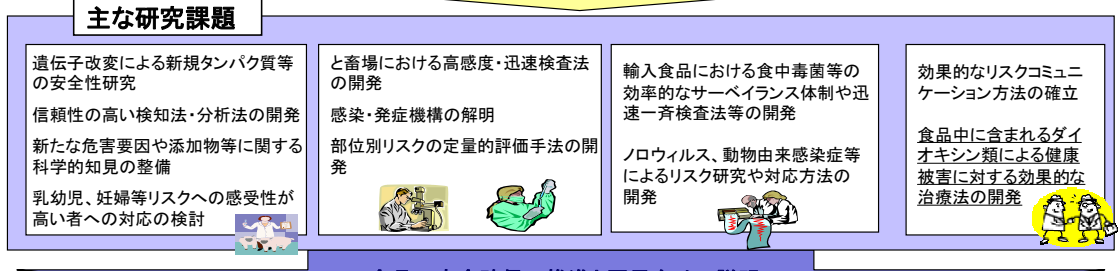 主な研究課題
遺伝子改変による新規タンパク質等
の安全性研究
信頼性の高い検知法・分析法の開発
新たな危害要因や添加物等に関する
科学的知見の整備
乳幼児、妊婦等リスクへの感受性が
高い者への対応の検討
と畜場における高感度・迅速検査法
の開発
感染・発症機構の解明
部位別リスクの定量的評価手法の開
発
輸入食品における食中毒菌等の
効率的なサーベイランス体制や迅
速一斉検査法等の開発
ノロウィルス、動物由来感染症等
によるリスク研究や対応方法の
開発
効果的なリスクコミュニ
ケーション方法の確立
食品中に含まれるダイ
オキシン類による健康
被害に対する効果的な
治療法の開発